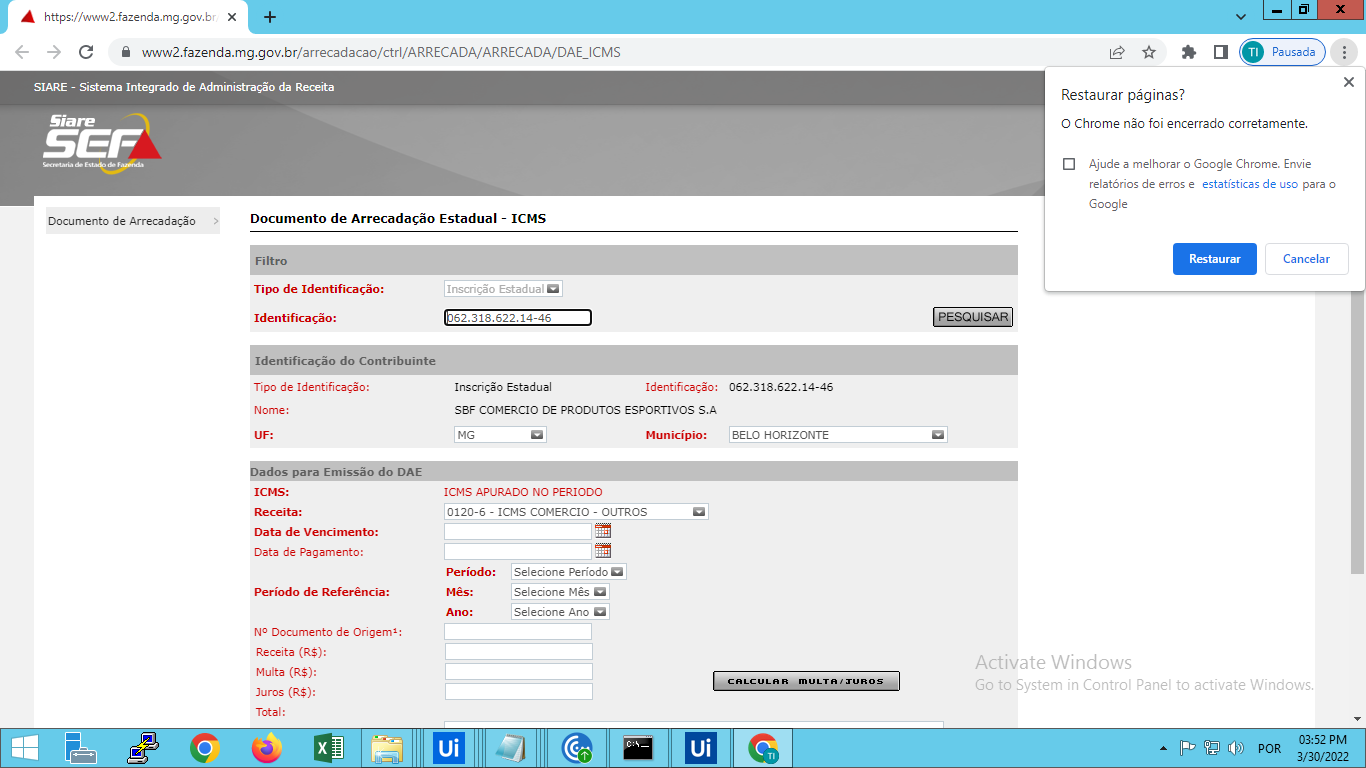 https://www2.fazenda.mg.gov.br/
www2.fazenda.mg.gov.br/arrecadacao/ctrl/ARRECADA/ARRECADA/DAE_ICMS
TI Pausada
SIARE - Sistema Integrado de Administração da Receita
Siare
SEF
Secretaria de Estado de Fazenda
Restaurar páginas?
O Chrome não foi encerrado corretamente.
Ajude a melhorar o Google Chrome. Envie
relatórios de erros e estatísticas de uso para o
Google
Restaurar Cancelar
Documento de Arrecadação
Documento de Arrecadação Estadual - ICMS
Filtro
Tipo de Identificação: Inscrição Estadual
Identificação: 062.318.622.14-46 PESQUISAR
Identificação do Contribuinte
Tipo de Identificação: Inscrição Estadual Identificação: 062.318.622.14-46
Nome: SBF COMERCIO DE PRODUTOS ESPORTIVOS S.A
UF: MG Município: BELO HORIZONTE
Dados para Emissão do DAE
ICMS: ICMS APURADO NO PERIODO
Receita: 0120-6 - ICMS COMERCIO - OUTROS
Data de Vencimento:
Data de Pagamento:
Período: Selecione Período
Período de Referência: Mês: Selecione Mês
Ano: Selecione Ano
Nº Documento de Origem¹:
Receita (R$):
Multa (R$):
CALCULAR MULTA/JUROS
Juros (R$):
Total:
Activate Windows
Go to System in Control Panel to activate Windows.
Ui
C:\_
Ui
TI
POR
03:52 PM
3/30/2022